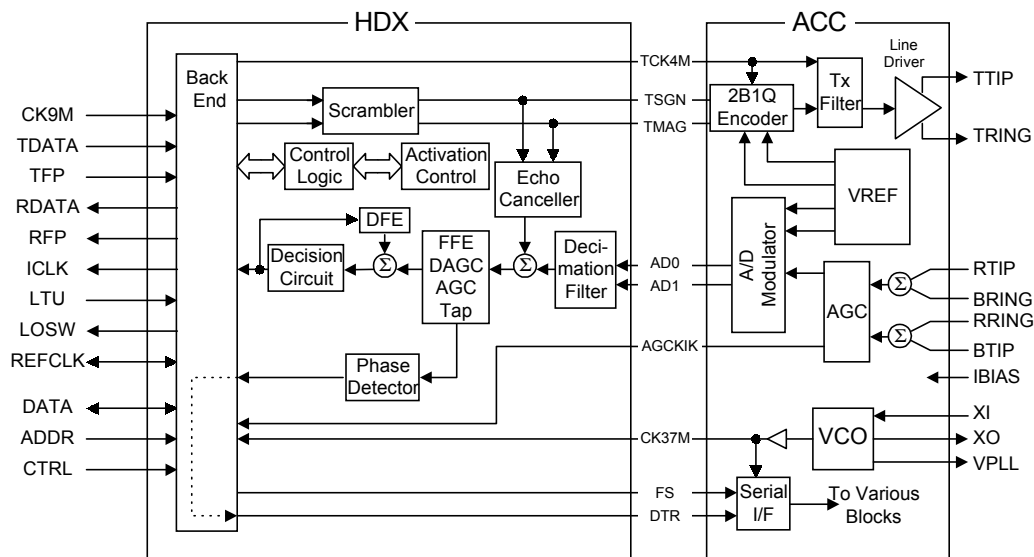 HDX
ACC
Back
End
CK9M
TDATA
TFP
RDATA
RFP
ICLK
LTU
LOSW
REFCLK
DATA
ADDR
CTRL
Scrambler
Control
Logic
Activation
Control
Echo
Canceller
DFE
Decision
Circuit
Σ
FFE
DAGC
AGC
Tap
Σ
Deci-
mation
Filter
Phase
Detector
TCK4M
TSGN
TMAG
AD0
AD1
AGCKIK
CK37M
FS
DTR
2B1Q
Encoder
Tx
Filter
Line
Driver
VREF
A/D
Modulator
AGC
Σ
Σ
VCO
Serial
I/F
To Various
Blocks
TTIP
TRING
RTIP
BRING
RRING
BTIP
IBIAS
XI
XO
VPLL